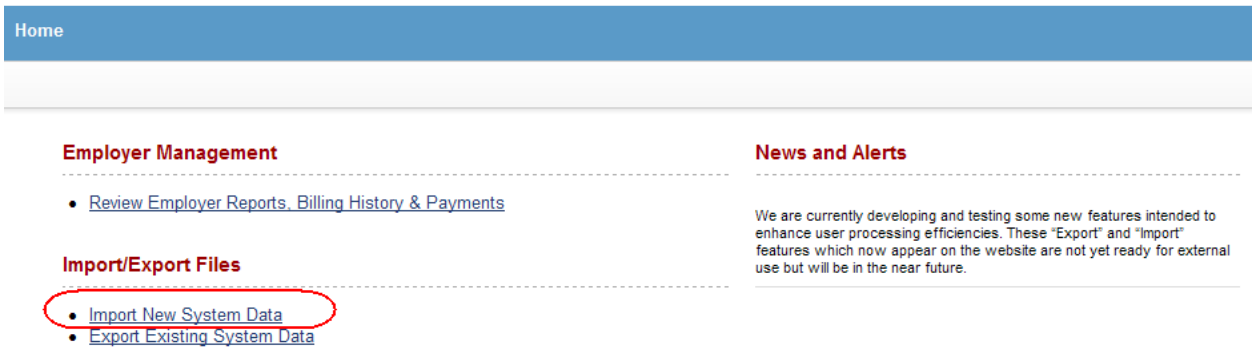 Home
Employer Management
• Review Employer Reports, Billing History & Payments
Import/Export Files
• Import New System Data
• Export Existing System Data
News and Alerts
We are currently developing and testing some new features intended to
enhance user processing efficiencies. These “Export” and “Import”
features which now appear on the website are not yet ready for external
use but will be in the near future.